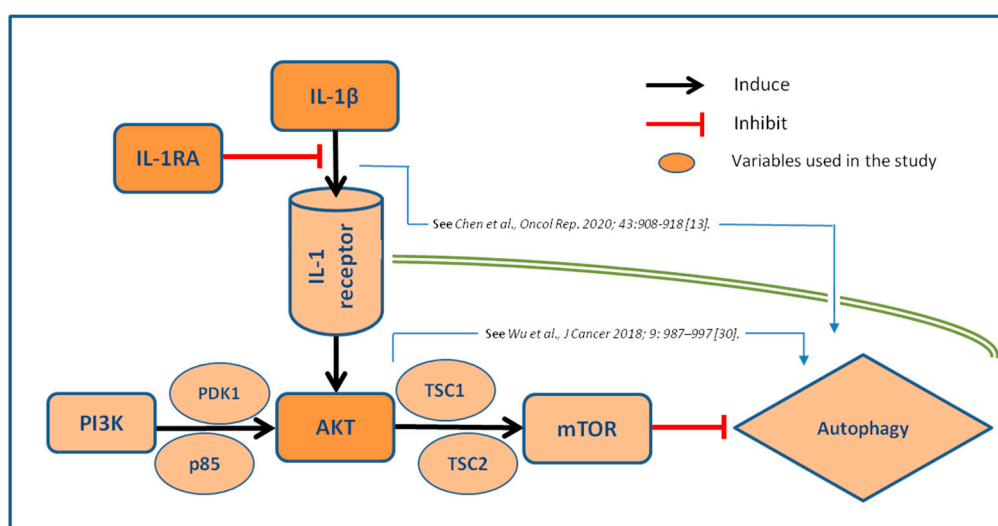 IL-1β
Induce
Inhibit
IL-1RA
Variables used in the study
See Chen et al., Oncol Rep. 2020; 43:908-918 [13].
IL-1
receptor
See Wu et al., J Cancer 2018; 9: 987–997 [30].
PDK1
TSC1
PI3K
AKT
mTOR
Autophagy
p85
TSC2